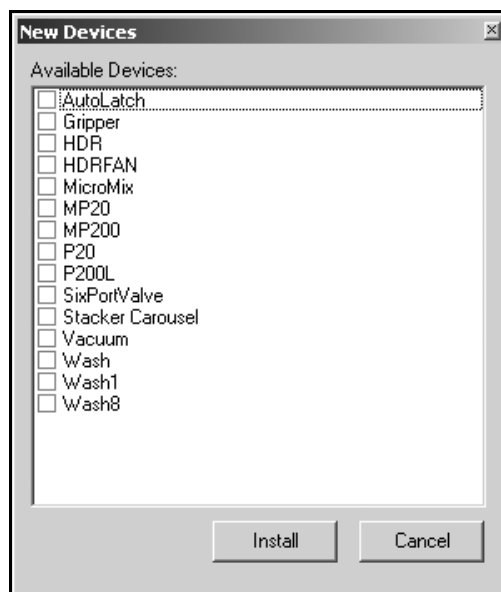 New Devices
Available Devices:
AutoLatch
Gripper
HDR
HDRFAN
MicroMix
MP20
MP200
P20
P200L
SixPortValve
Stacker Carousel
Vacuum
Wash
Wash1
Wash8
Install Cancel